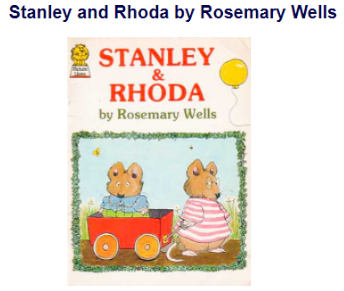 Stanley and Rhoda by Rosemary Wells
STANLEY
&
RHODA
by Rosemary Wells